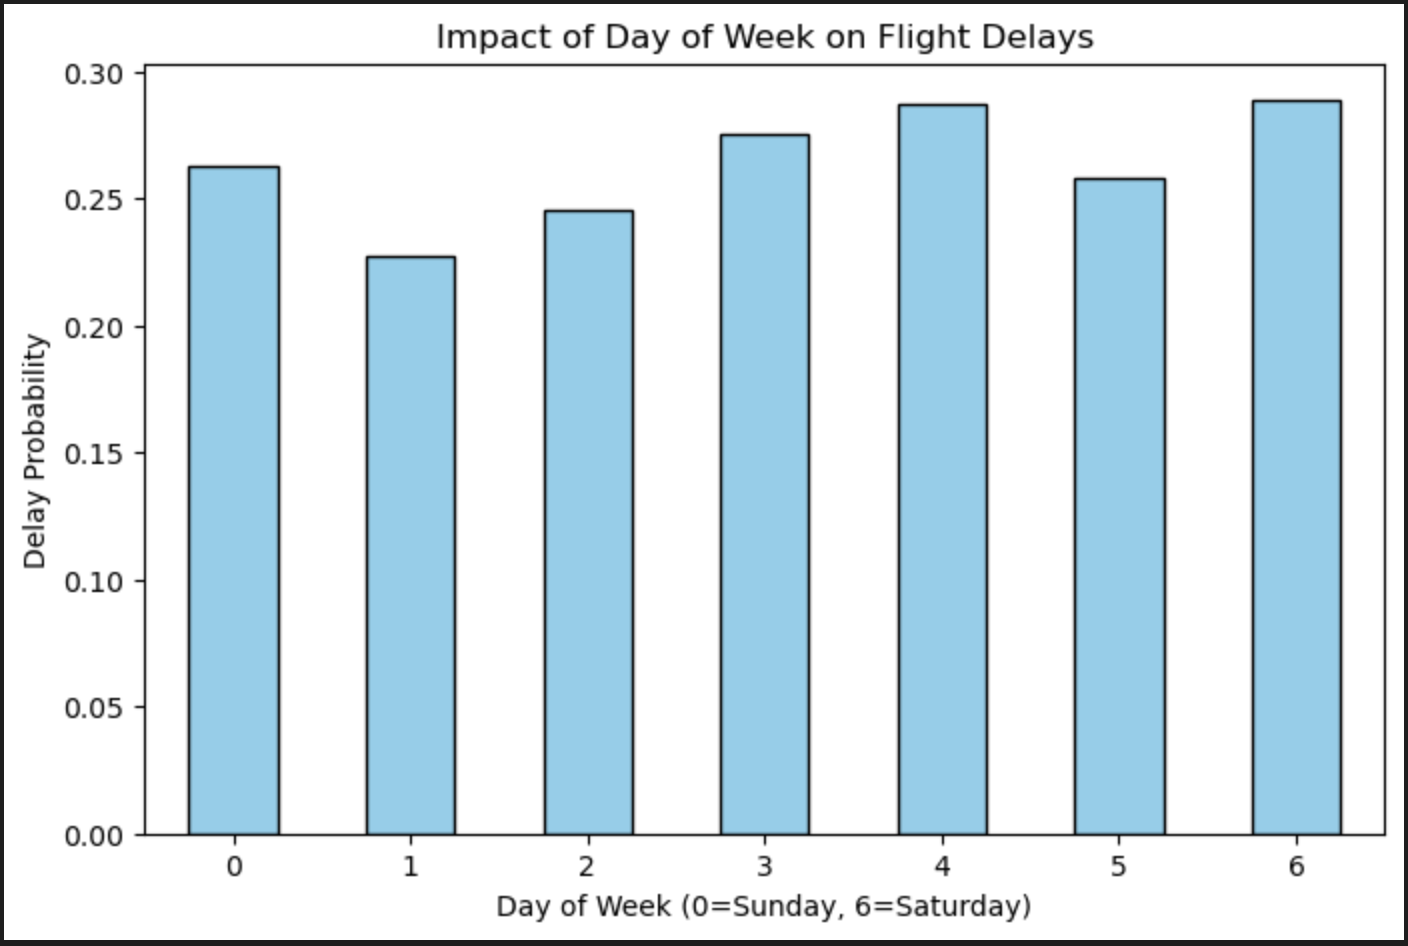 Impact of Day of Week on Flight Delays
Delay Probability
0.30
0.25
0.20
0.15
0.10
0.05
0.00
0 1 2 3 4 5 6
Day of Week (0=Sunday, 6=Saturday)